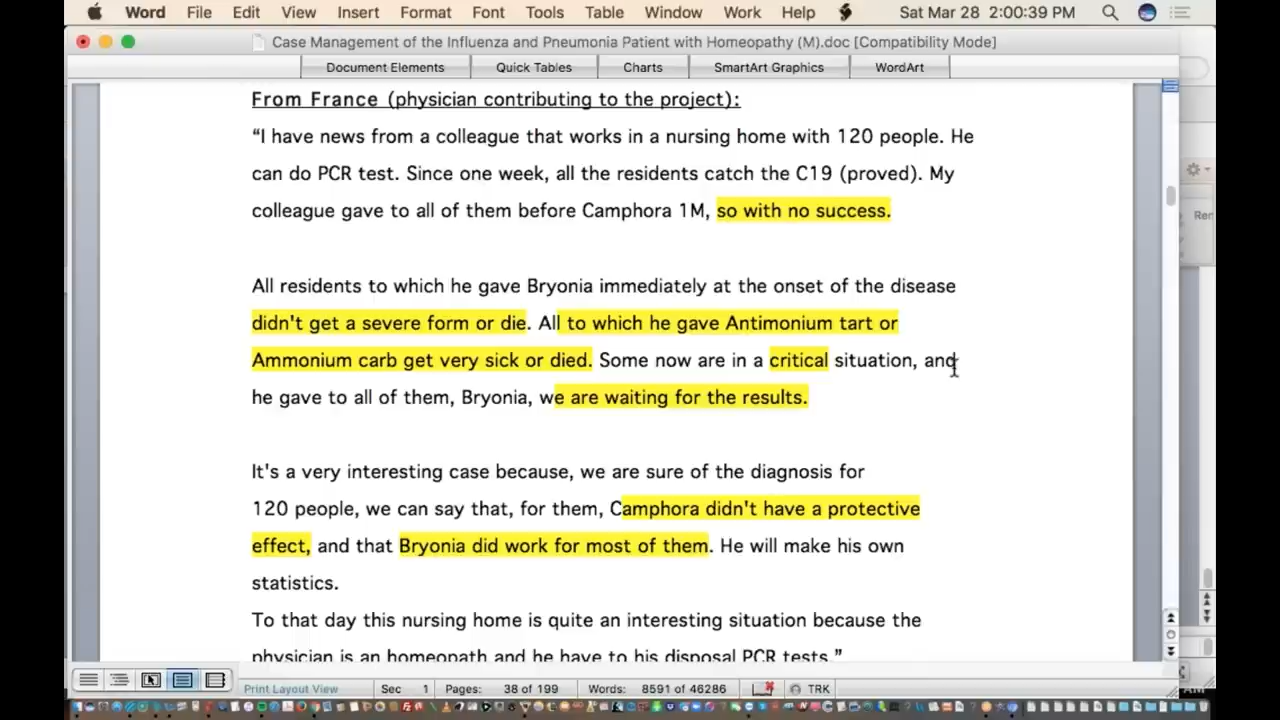 Word File Edit View Insert Format Font Tools Table Window Work Help Sat Mar 28 2:00:39 PM
Case Management of the Influenza and Pneumonia Patient with Homeopathy (M).doc [Compatibility Mode]
Document Elements Quick Tables Charts SmartArt Graphics WordArt
From France (physician contributing to the project):
“I have news from a colleague that works in a nursing home with 120 people. He
can do PCR test. Since one week, all the residents catch the C19 (proved). My
colleague gave to all of them before Camphora 1M, so with no success.
All residents to which he gave Bryonia immediately at the onset of the disease
didn't get a severe form or die. All to which he gave Antimonium tart or
Ammonium carb get very sick or died. Some now are in a critical situation, and
he gave to all of them, Bryonia, we are waiting for the results.
It's a very interesting case because, we are sure of the diagnosis for
120 people, we can say that, for them, Camphora didn't have a protective
effect, and that Bryonia did work for most of them. He will make his own
statistics.
To that day this nursing home is quite an interesting situation because the
physician is an homeopath and he have to his disposal PCR tests.”
Print Layout View Sec 1 Pages: 38 of 199 Words: 8591 of 46286 TRK
Ren
AM